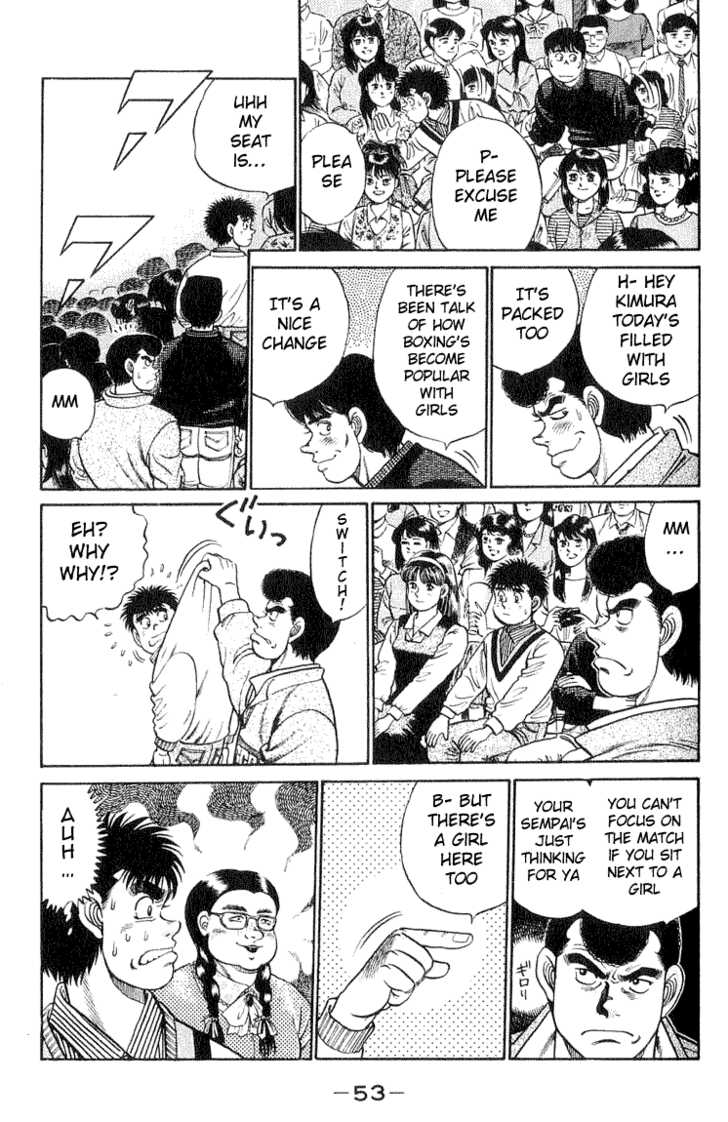 P-
PLEASE
EXCUSE
ME
PLEA
SE
UHH
MY
SEAT
IS...
MM
H- HEY
KIMURA
TODAY'S
FILLED
WITH
GIRLS
IT'S
PACKED
TOO
THERE'S
BEEN TALK
OF HOW
BOXING'S
BECOME
POPULAR
WITH
GIRLS
IT'S A
NICE
CHANGE
MM
...
SWITCH!
ぐいっ
EH?
WHY
WHY!?
YOU CAN'T
FOCUS ON
THE MATCH
IF YOU SIT
NEXT TO A
GIRL
YOUR
SEMPAI'S
JUST
THINKING
FOR YA
ギロリ
B- BUT
THERE'S
A GIRL
HERE
TOO
AUH
...
-53-